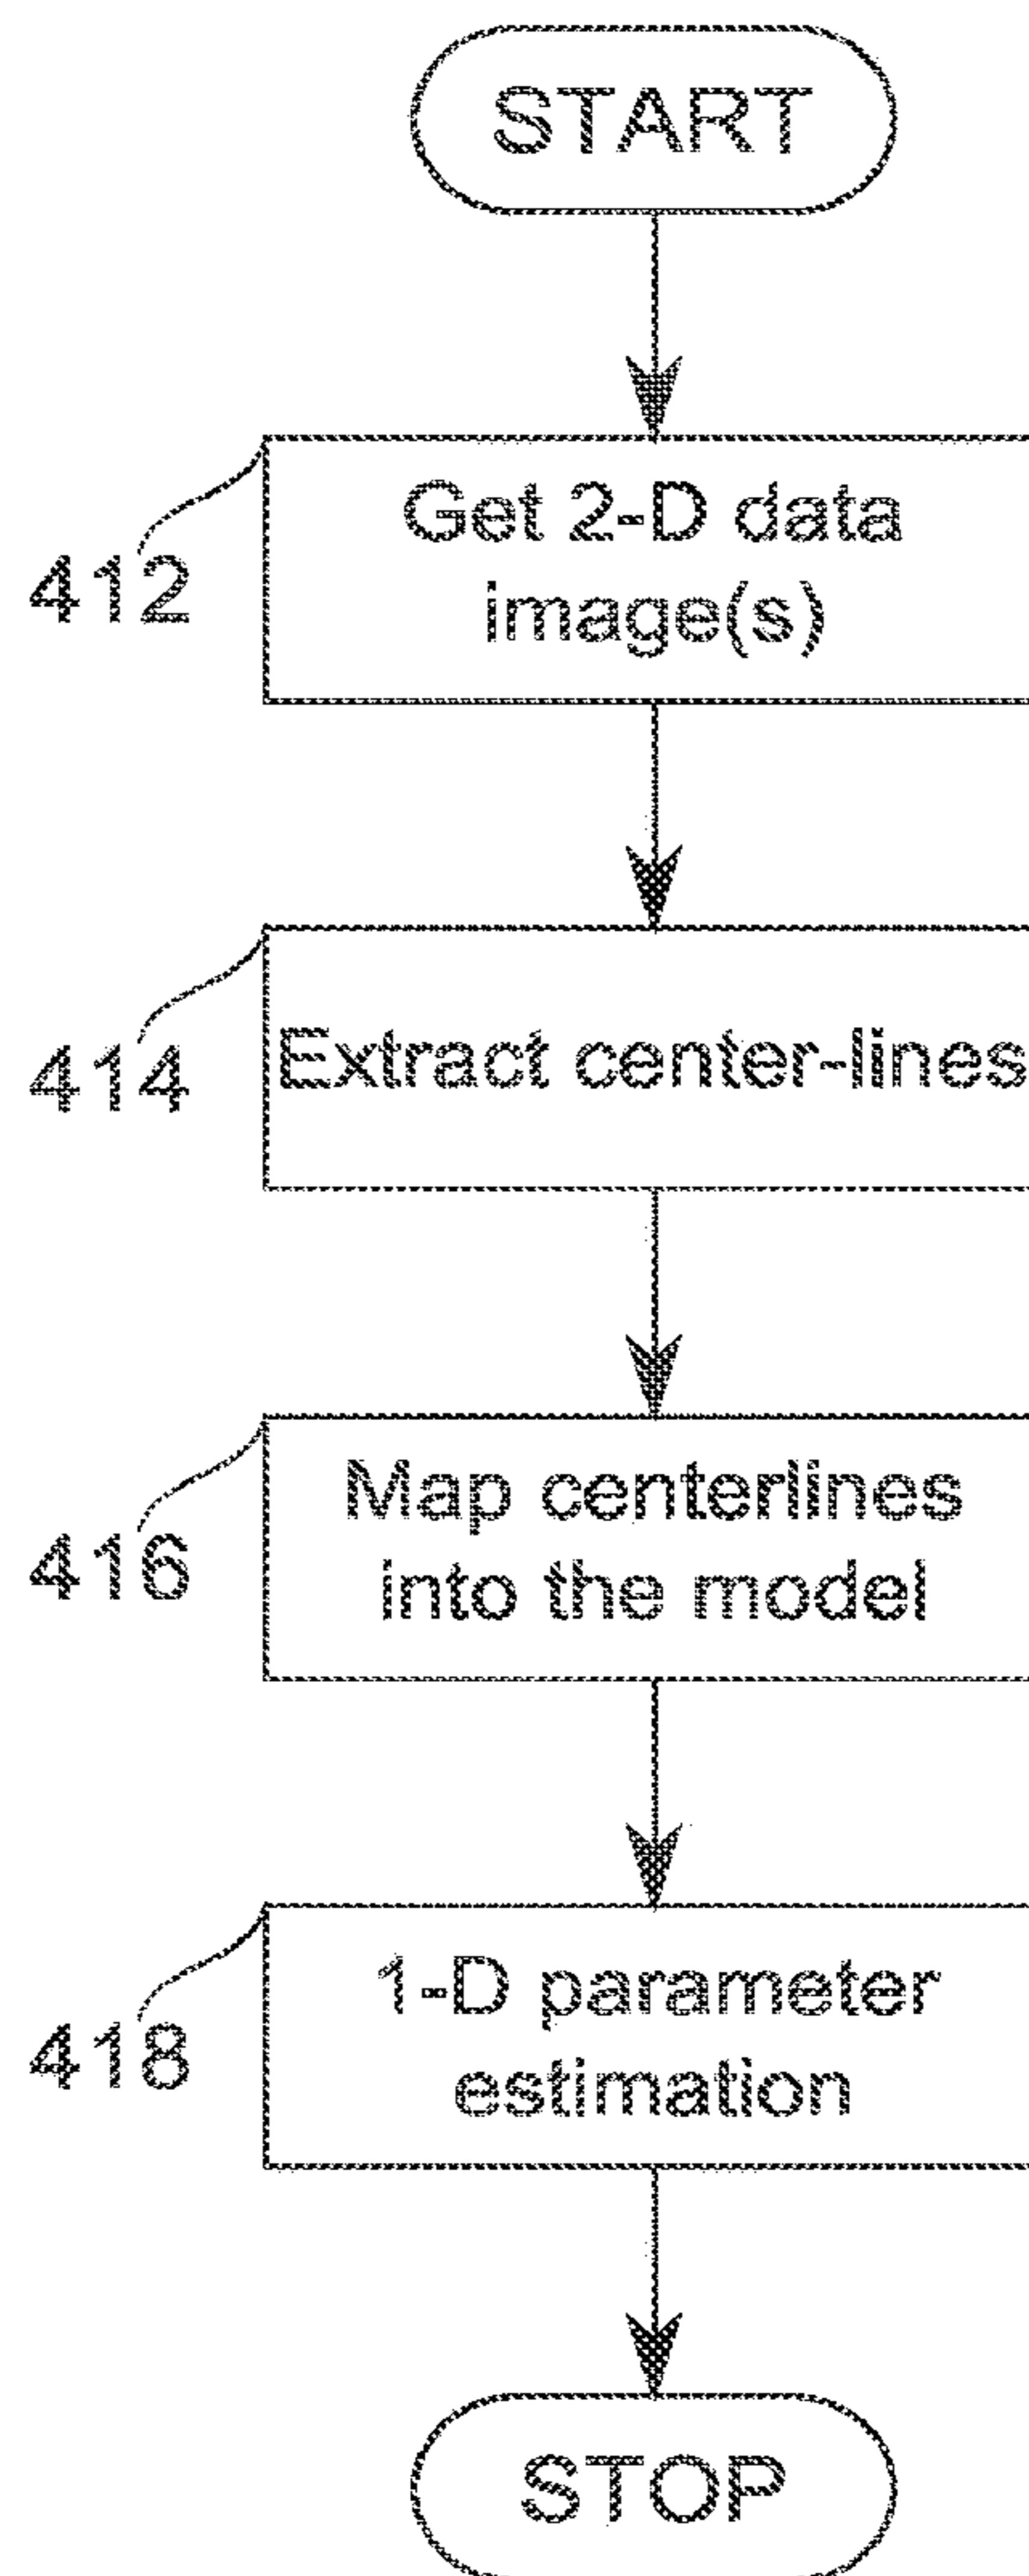 START
Get 2-D data
image(s)
412
Extract center-lines
414
Map centerlines
into the model
416
1-D parameter
estimation
418
STOP